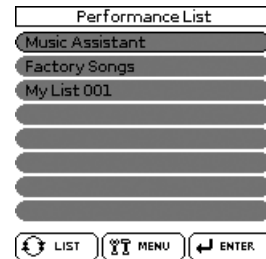 Performance List
Music Assistant
Factory Songs
My List 001
LIST MENU ENTER